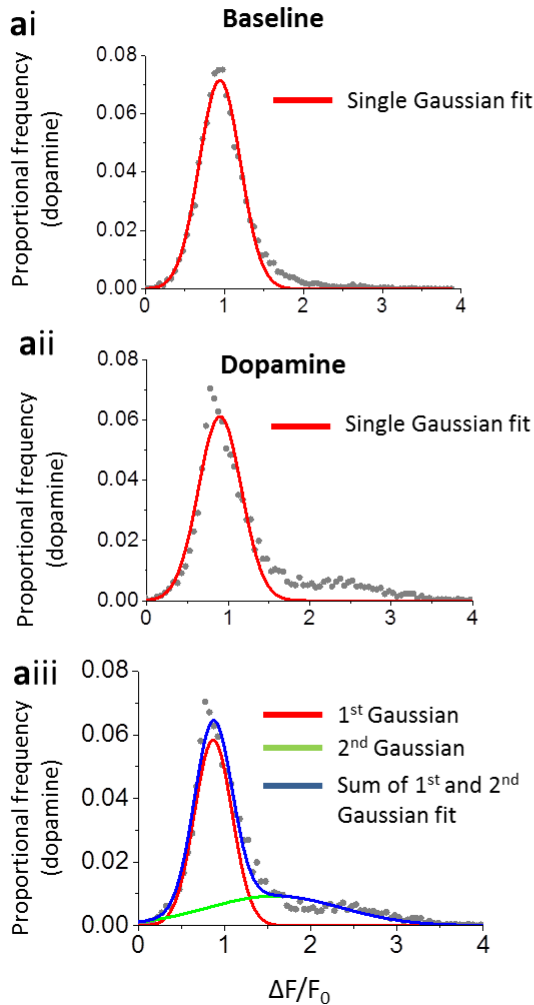 ai
Baseline
Proportional frequency
(dopamine)
0.08
0.06
0.04
0.02
0.00
Single Gaussian fit
0 1 2 3 4
aii
Dopamine
Proportional frequency
(dopamine)
0.08
0.06
0.04
0.02
0.00
Single Gaussian fit
0 1 2 3 4
aiii
Proportional frequency
(dopamine)
0.08
0.06
0.04
0.02
0.00
1st Gaussian
2nd Gaussian
Sum of 1st and 2nd
Gaussian fit
0 1 2 3 4
ΔF/F0